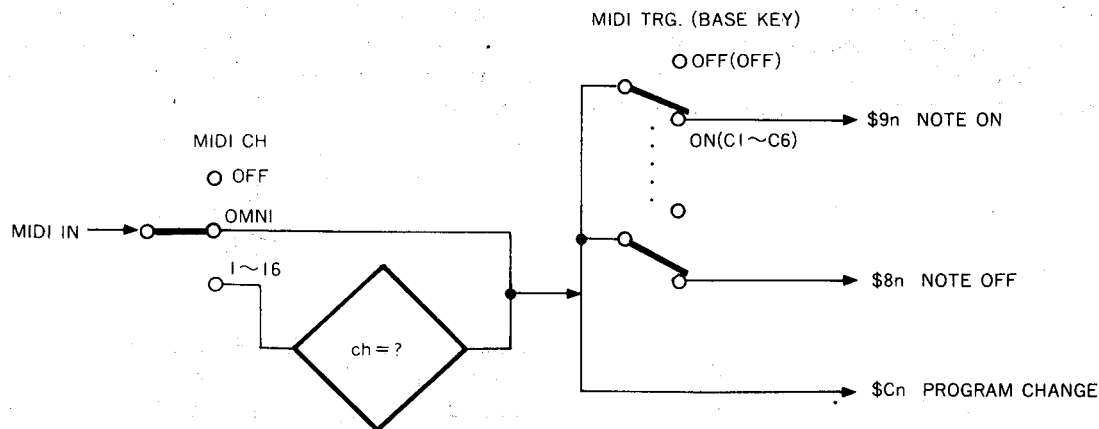 MIDI TRG. (BASE KEY)
OFF(OFF)
$9n NOTE ON
ON(C1~C6)
MIDI CH
OFF
OMNI
MIDI IN
1~16
$8n NOTE OFF
ch=?
$Cn PROGRAM CHANGE